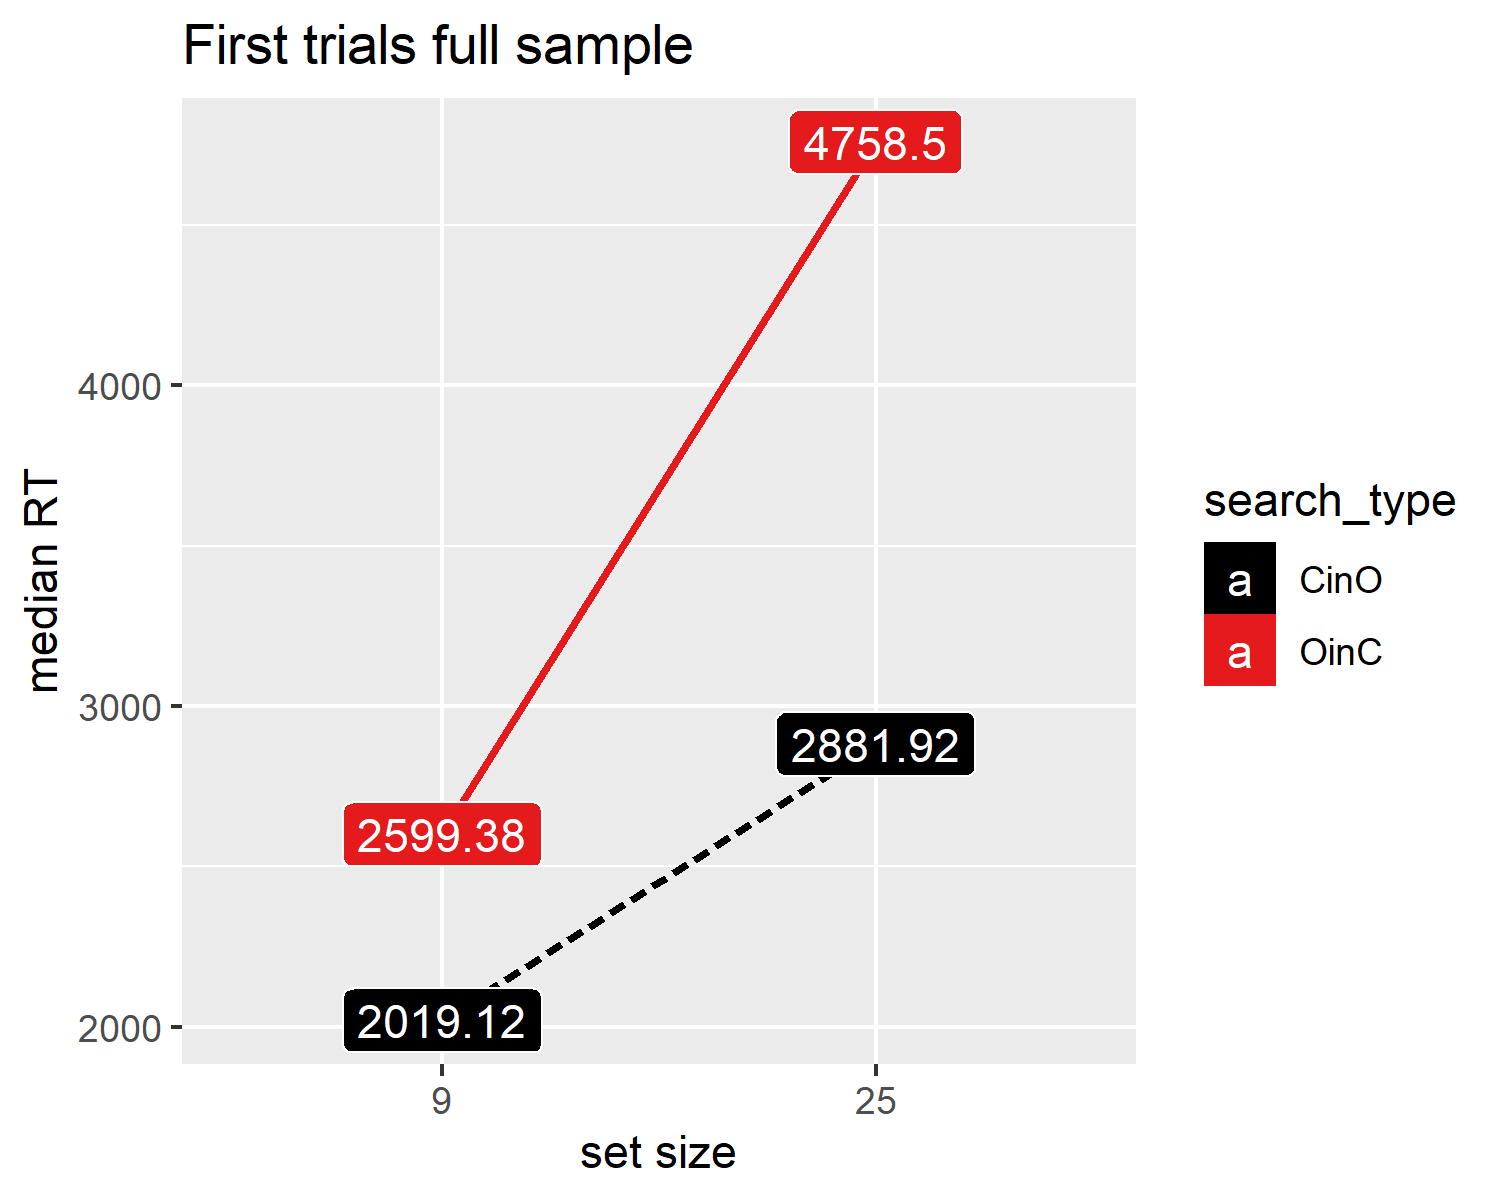 First trials full sample
4758.5
4000
median RT
search_type
a CinO
a OinC
3000
2881.92
2599.38
2019.12
2000
9 25
set size